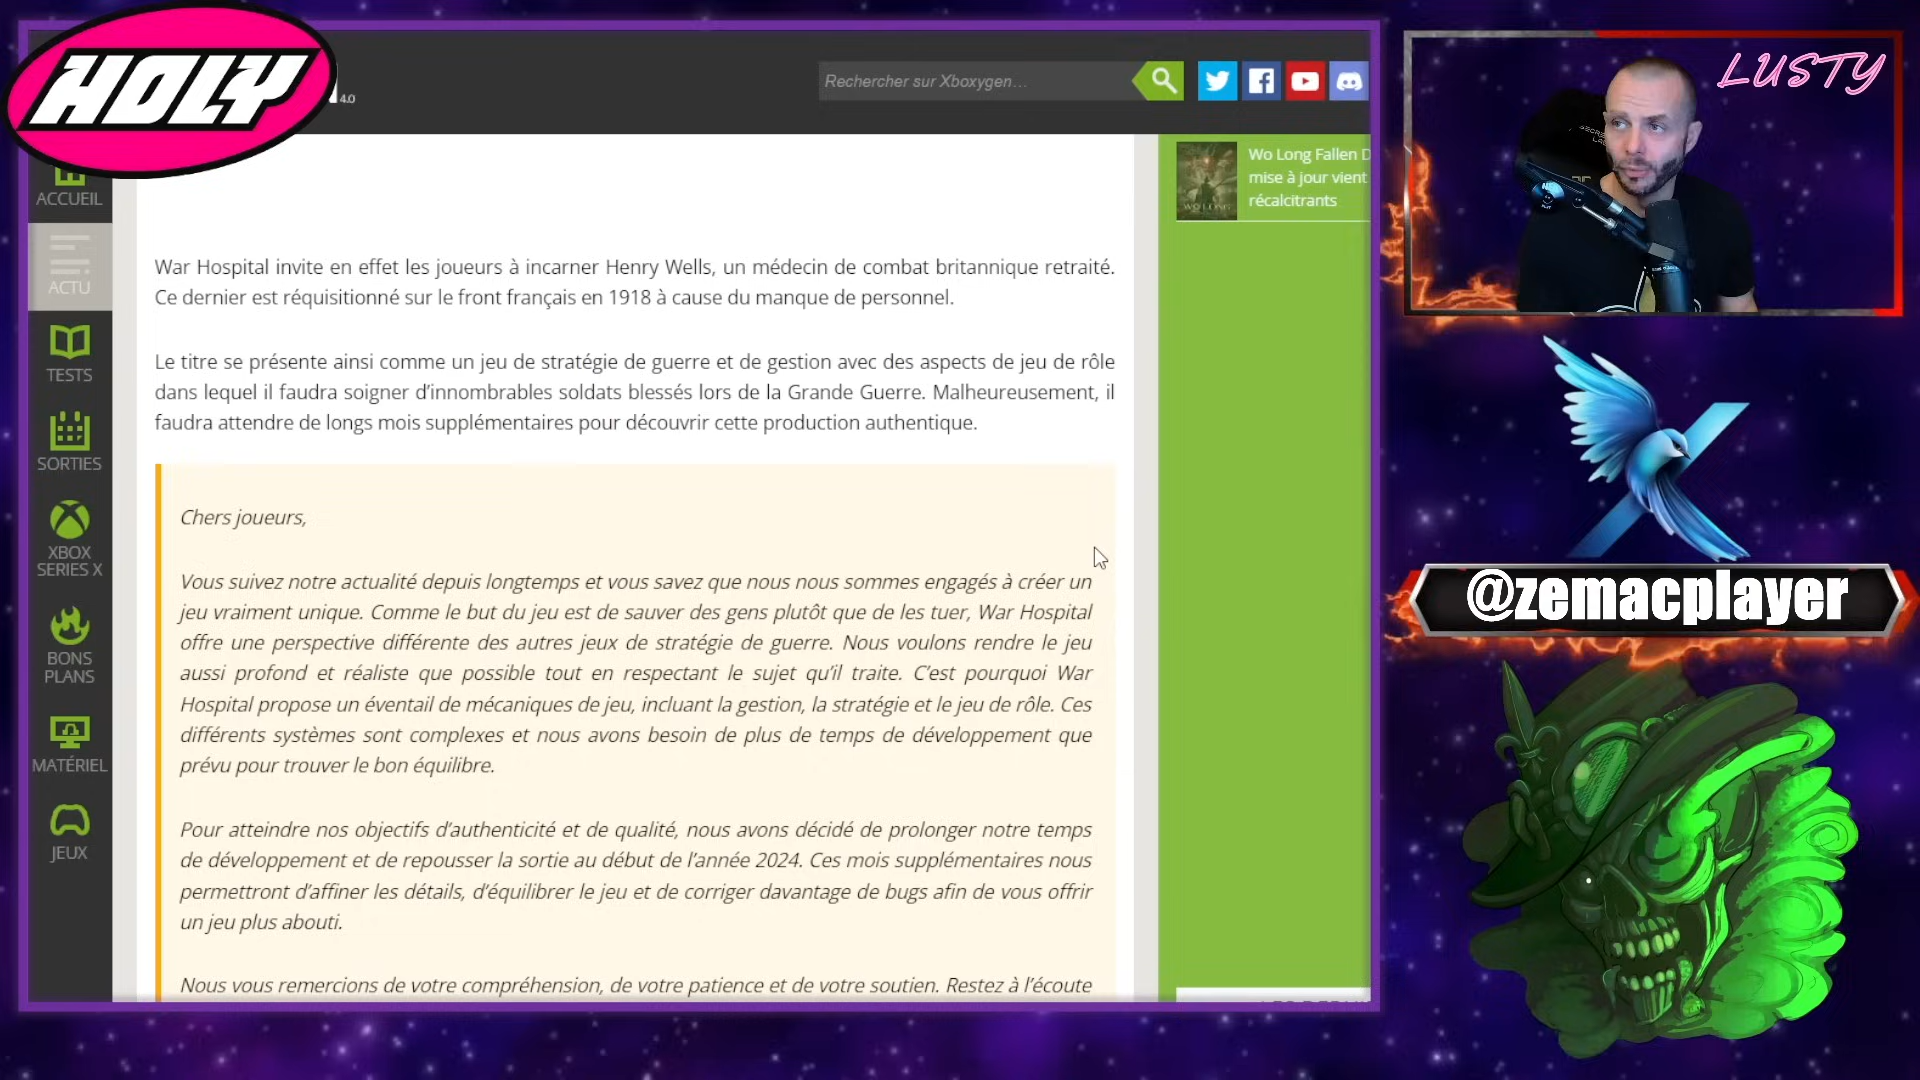 HOLY
4.0
Rechercher sur Xboxygen…
LUSTY
ACCUEIL
ACTU
TESTS
SORTIES
XBOX
SERIES X
BONS
PLANS
MATÉRIEL
JEUX
War Hospital invite en effet les joueurs à incarner Henry Wells, un médecin de combat britannique retraité.
Ce dernier est réquisitionné sur le front français en 1918 à cause du manque de personnel.
Le titre se présente ainsi comme un jeu de stratégie de guerre et de gestion avec des aspects de jeu de rôle
dans lequel il faudra soigner d’innombrables soldats blessés lors de la Grande Guerre. Malheureusement, il
faudra attendre de longs mois supplémentaires pour découvrir cette production authentique.
Chers joueurs,
Vous suivez notre actualité depuis longtemps et vous savez que nous nous sommes engagés à créer un
jeu vraiment unique. Comme le but du jeu est de sauver des gens plutôt que de les tuer, War Hospital
offre une perspective différente des autres jeux de stratégie de guerre. Nous voulons rendre le jeu
aussi profond et réaliste que possible tout en respectant le sujet qu’il traite. C’est pourquoi War
Hospital propose un éventail de mécaniques de jeu, incluant la gestion, la stratégie et le jeu de rôle. Ces
différents systèmes sont complexes et nous avons besoin de plus de temps de développement que
prévu pour trouver le bon équilibre.
Pour atteindre nos objectifs d’authenticité et de qualité, nous avons décidé de prolonger notre temps
de développement et de repousser la sortie au début de l’année 2024. Ces mois supplémentaires nous
permettront d’affiner les détails, d’équilibrer le jeu et de corriger davantage de bugs afin de vous offrir
un jeu plus abouti.
Nous vous remercions de votre compréhension, de votre patience et de votre soutien. Restez à l’écoute
Wo Long Fallen D
mise à jour vient
récalcitrants
WO LONG
@zemacplayer